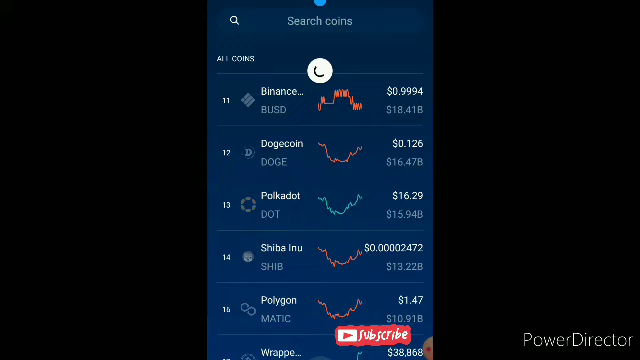 Search coins
ALL COINS
11 Binance... $0.9994
BUSD $18.41B
12 Dogecoin $0.126
DOGE $16.47B
13 Polkadot $16.29
DOT $15.94B
14 Shiba Inu $0.00002472
SHIB $13.22B
16 Polygon $1.47
MATIC $10.91B
Subscribe
Wrappe... $38,868
PowerDirector